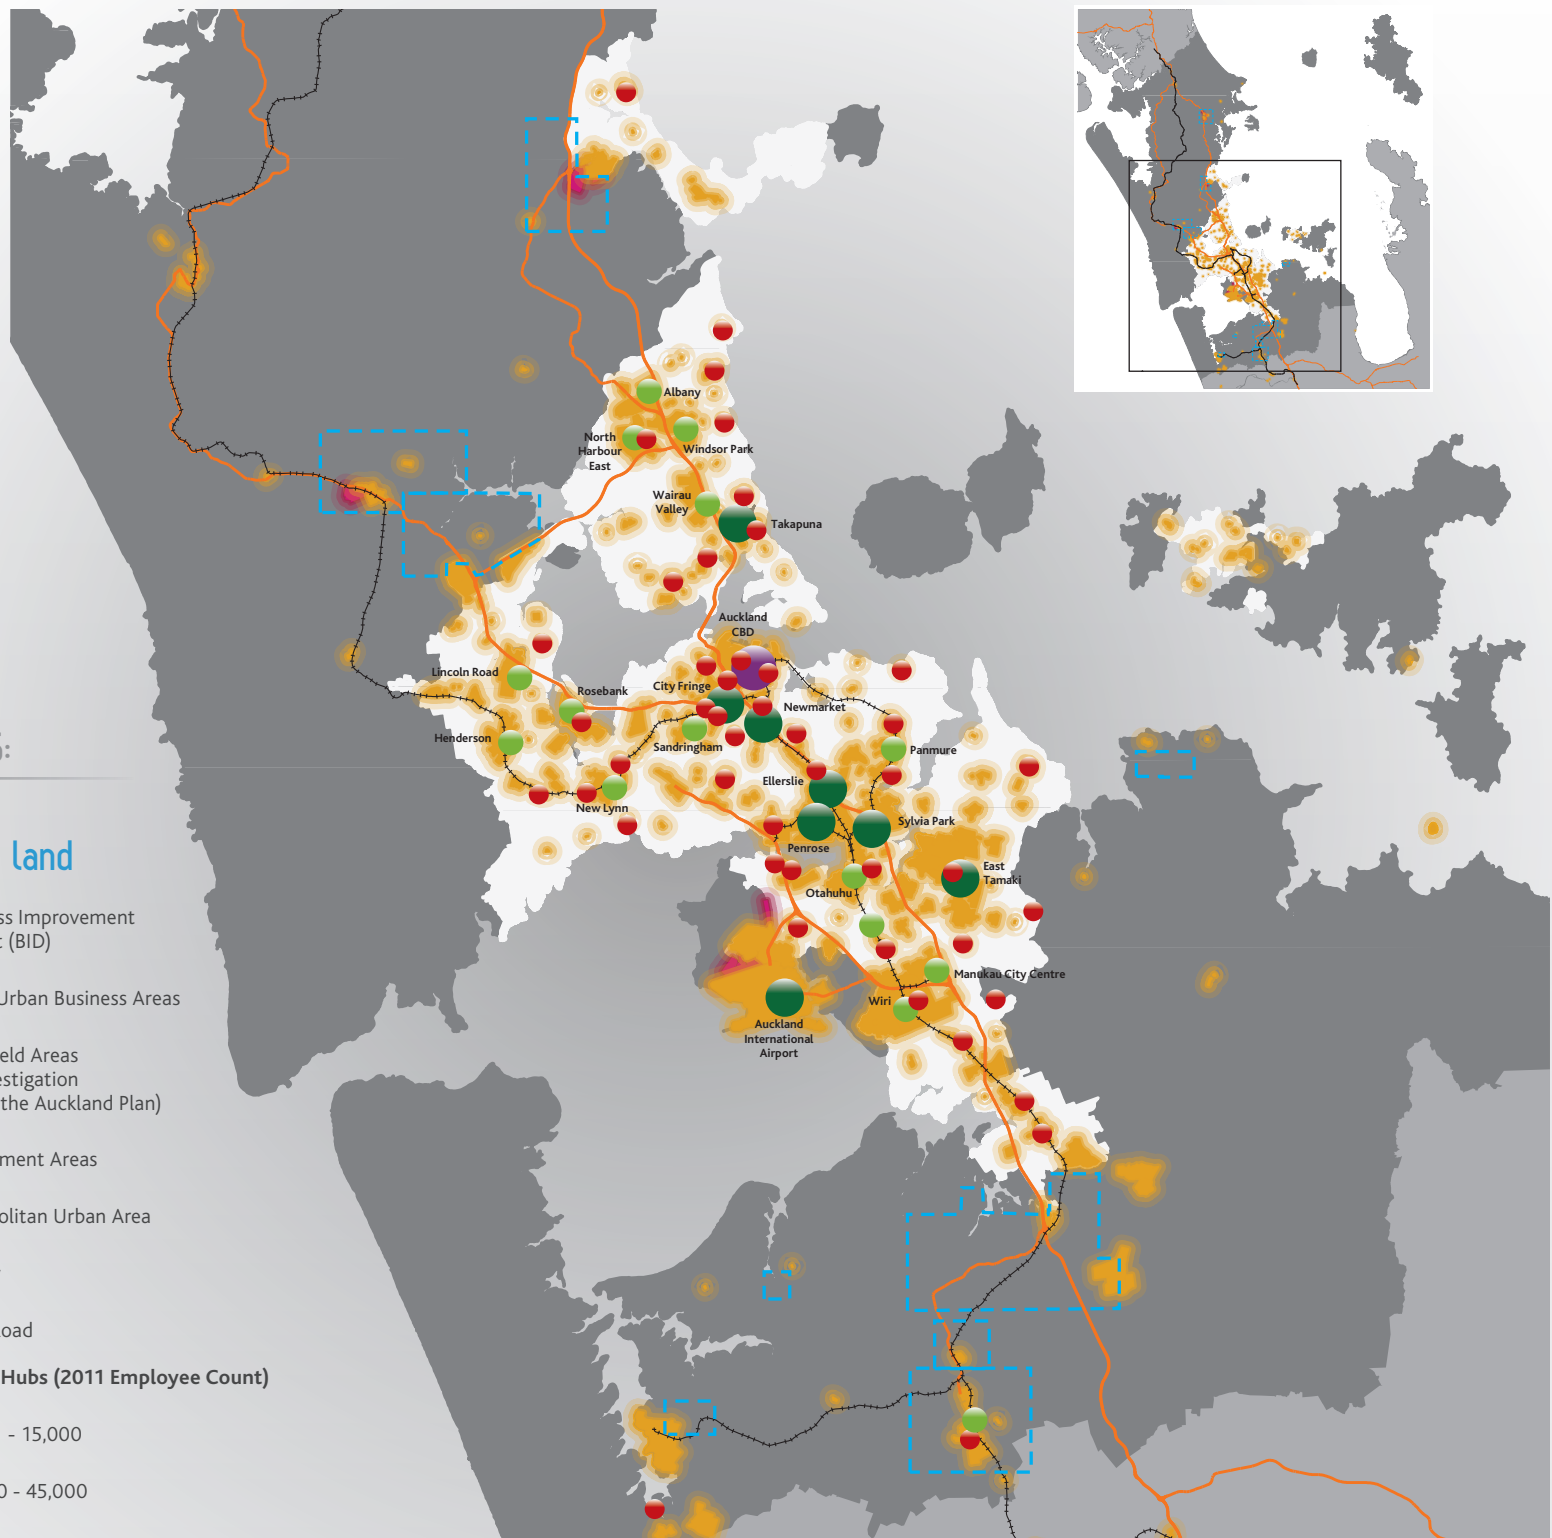 land
ss Improvement
t (BID)
Urban Business Areas
eld Areas
estigation
the Auckland Plan)
ment Areas
olitan Urban Area
oad
Hubs (2011 Employee Count)
- 15,000
0 - 45,000
Albany
North
Harbour
East
Windsor Park
Wairau
Valley
Takapuna
Auckland
CBD
Lincoln Road
City Fringe
Rosebank
Newmarket
Henderson
Sandringham
Panmure
Ellerslie
New Lynn
Sylvia Park
Penrose
East
Tamaki
Otahuhu
Manukau City Centre
Wiri
Auckland
International
Airport